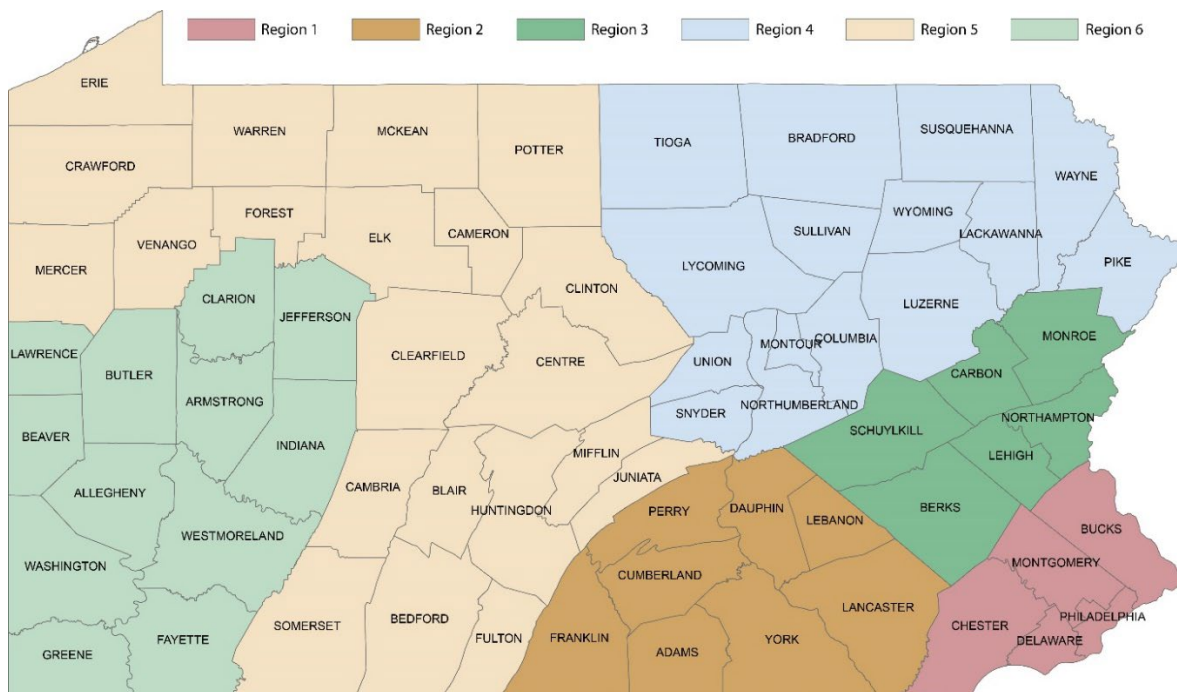 Region 1 Region 2 Region 3 Region 4 Region 5 Region 6
ERIE
WARREN MCKEAN POTTER TIOGA BRADFORD SUSQUEHANNA
CRAWFORD WAYNE
FOREST CAMERON WYOMING
VENANGO ELK SULLIVAN LACKAWANNA
MERCER LYCOMING PIKE
CLARION CLINTON LUZERNE
JEFFERSON
LAWRENCE CLEARFIELD CENTRE UNION MONTOUR COLUMBIA MONROE
BUTLER CARBON
ARMSTRONG SNYDER NORTHUMBERLAND NORTHAMPTON
BEAVER INDIANA MIFFLIN SCHUYLKILL
ALLEGHENY CAMBRIA BLAIR JUNIATA LEHIGH
HUNTINGDON PERRY DAUPHIN LEBANON BERKS
WESTMORELAND BUCKS
WASHINGTON CUMBERLAND MONTGOMERY
SOMERSET BEDFORD LANCASTER PHILADELPHIA
GREENE FAYETTE FULTON FRANKLIN ADAMS YORK CHESTER DELAWARE